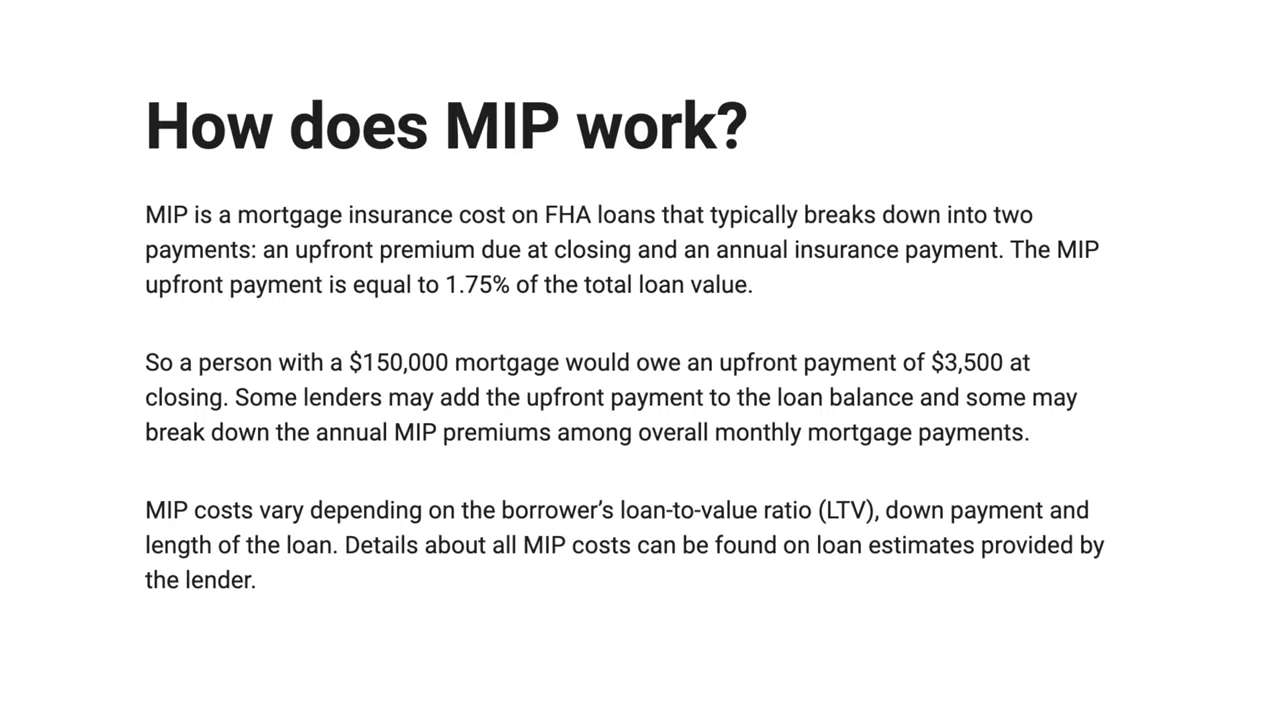 How does MIP work?
MIP is a mortgage insurance cost on FHA loans that typically breaks down into two
payments: an upfront premium due at closing and an annual insurance payment. The MIP
upfront payment is equal to 1.75% of the total loan value.
So a person with a $150,000 mortgage would owe an upfront payment of $3,500 at
closing. Some lenders may add the upfront payment to the loan balance and some may
break down the annual MIP premiums among overall monthly mortgage payments.
MIP costs vary depending on the borrower’s loan-to-value ratio (LTV), down payment and
length of the loan. Details about all MIP costs can be found on loan estimates provided by
the lender.